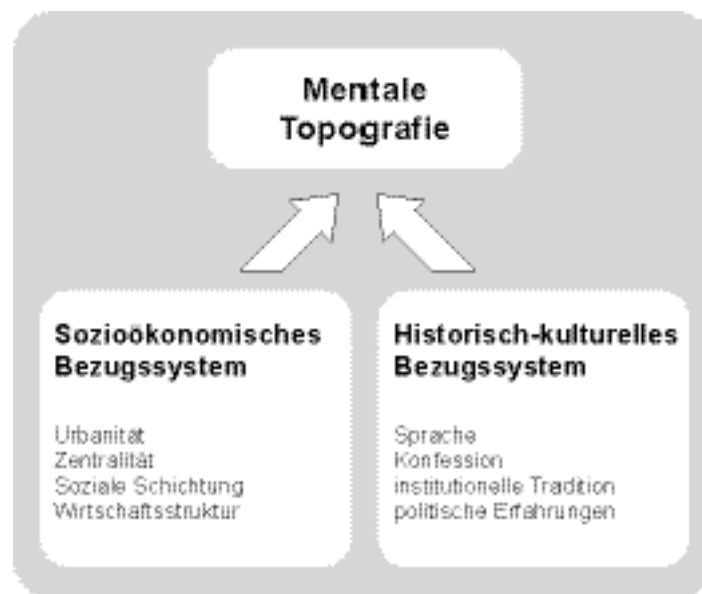 Mentale
Topografie
Sozioökonomisches
Bezugssystem
Urbanität
Zentralität
Soziale Schichtung
Wirtschaftsstruktur
Historisch-kulturelles
Bezugssystem
Sprache
Konfession
institutionelle Tradition
politische Erfahrungen